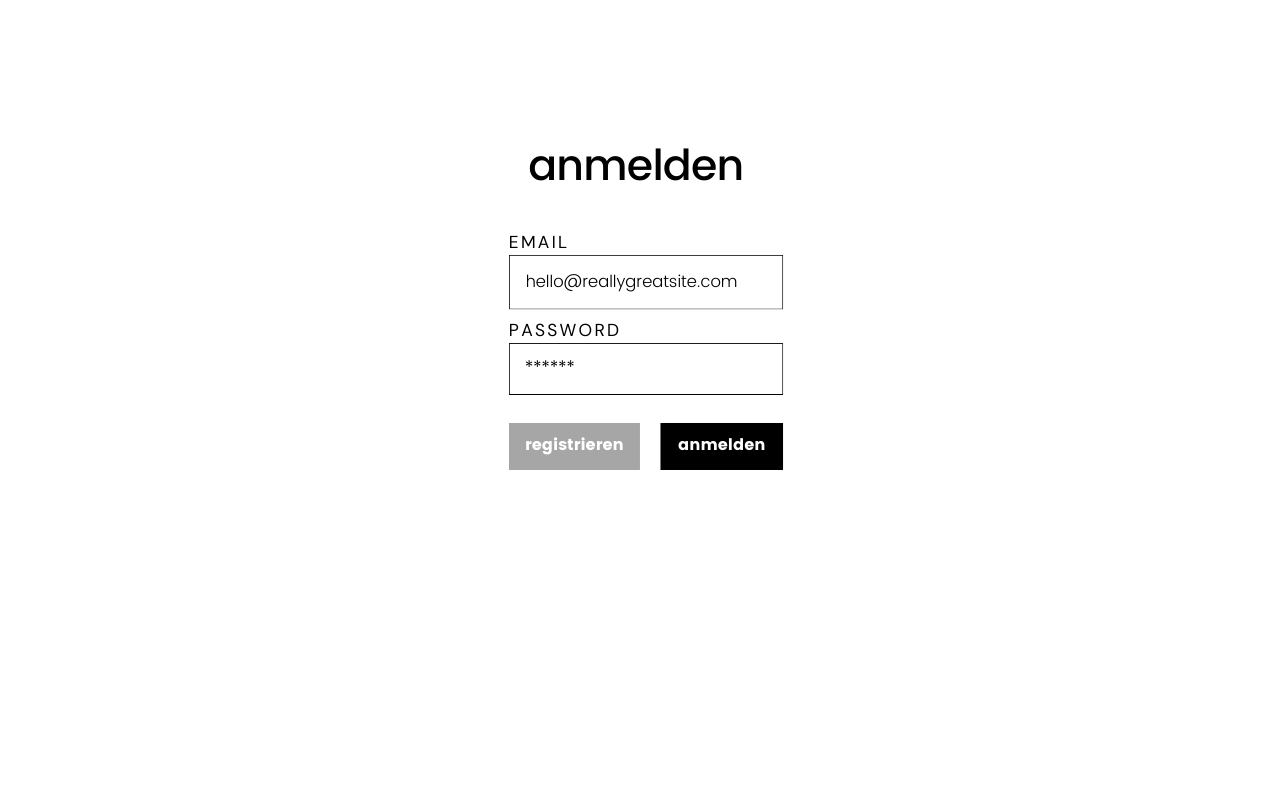 anmelden
EMAIL
hello@reallygreatsite.com
PASSWORD
******
registrieren anmelden